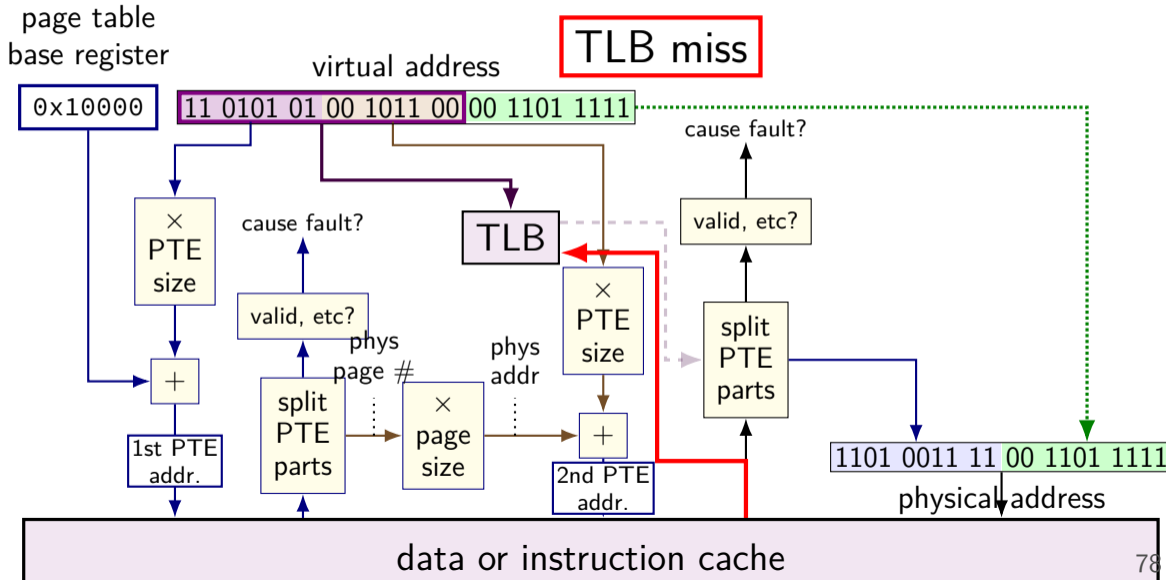 page table
base register
0x10000
virtual address
TLB miss
11 0101 01 00 1011 00 00 1101 1111
cause fault?
×
PTE
size
cause fault?
TLB
valid, etc?
×
PTE
size
valid, etc?
split
PTE
parts
phys
page #
phys
addr
+
split
PTE
parts
×
page
size
+
1st PTE
addr.
2nd PTE
addr.
1101 0011 11 00 1101 1111
physical address
data or instruction cache
78